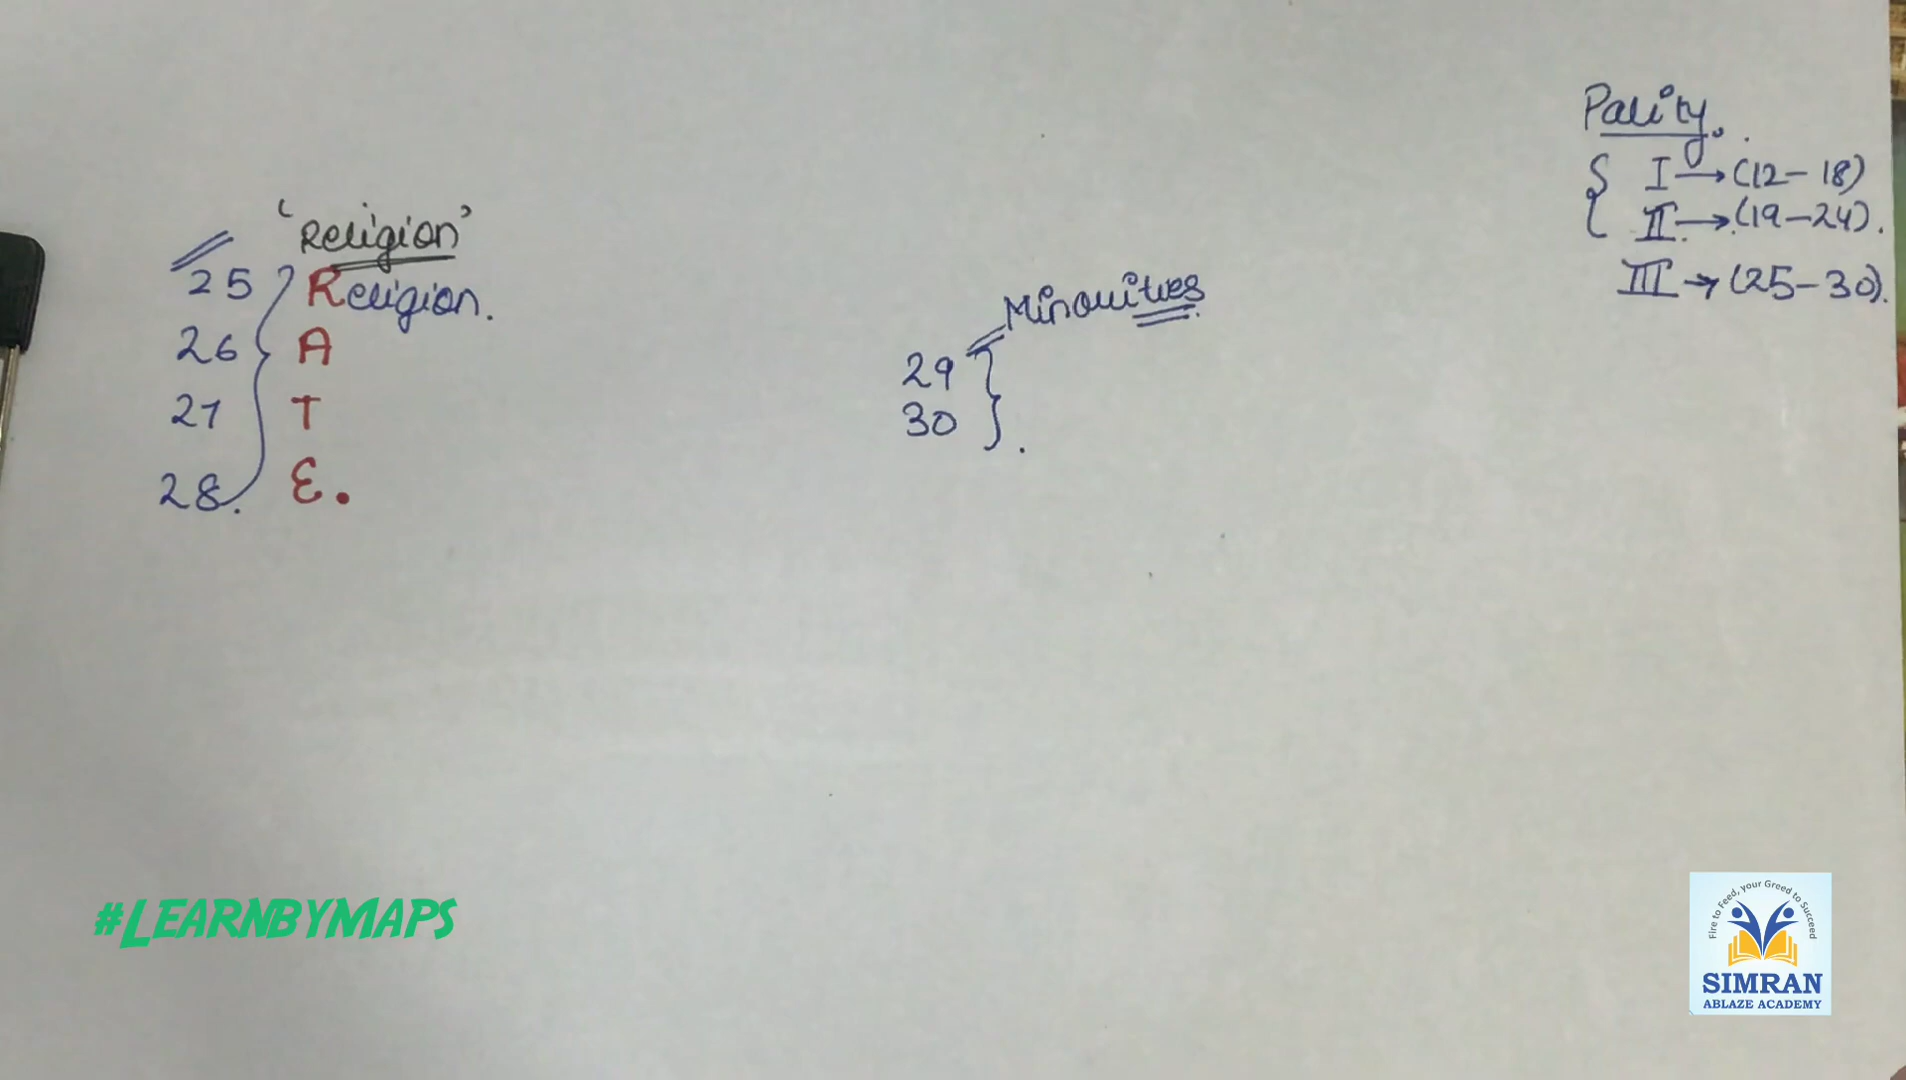 'Religion'
25 Religion.
26 A
27 T
28. E.
Minorities
29
30
Polity.
I → (12-18)
II → (19-24).
III → (25-30).
#LEARNBYMAPS
Fire to Feed, your Greed to Succeed
SIMRAN
ABLAZE ACADEMY